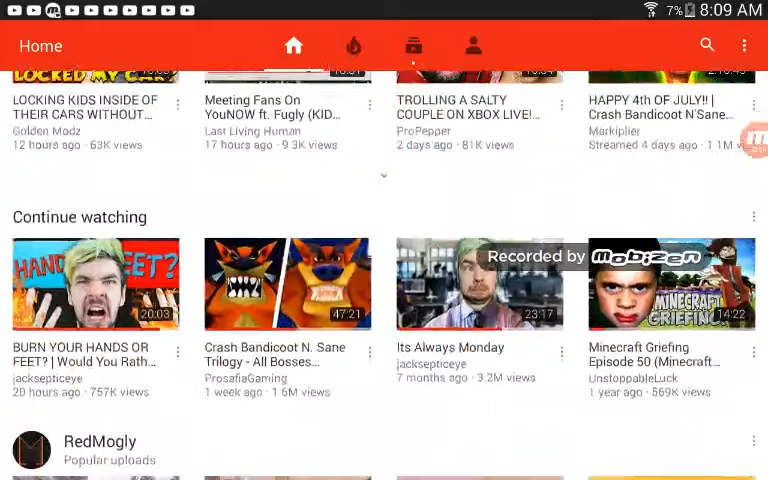 7% 8:09 AM
Home
LOCKED MY CAR?
LOCKING KIDS INSIDE OF
THEIR CARS WITHOUT...
Golden Modz
12 hours ago · 63K views
Meeting Fans On
YouNOW ft. Fugly (KID...
Last Living Human
17 hours ago · 9.3K views
TROLLING A SALTY
COUPLE ON XBOX LIVE!...
ProPepper
2 days ago · 81K views
HAPPY 4th OF JULY!! |
Crash Bandicoot N Sane...
Markiplier
Streamed 4 days ago · 1.1M v...
Continue watching
HAND
EET?
20:03
47:21
23:17
Recorded by Mobizen
MINECRAFT
GRIEFING
14:22
BURN YOUR HANDS OR
FEET? | Would You Rath...
jacksepticeye
20 hours ago · 757K views
Crash Bandicoot N. Sane
Trilogy - All Bosses...
ProsafiaGaming
1 week ago · 1.6M views
Its Always Monday
jacksepticeye
7 months ago · 3.2M views
Minecraft Griefing
Episode 50 (Minecraft...
UnstoppableLuck
1 year ago · 569K views
RedMogly
Popular uploads